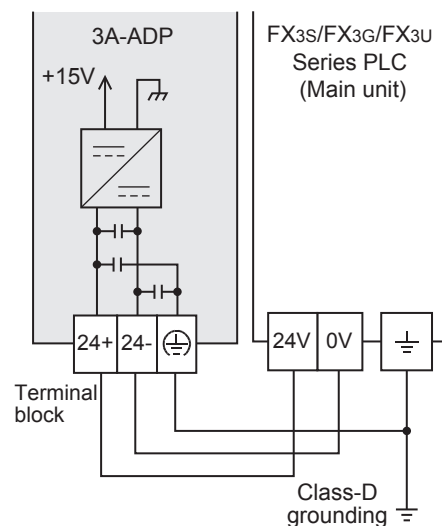 3A-ADP
+15V
FX3S/FX3G/FX3U
Series PLC
(Main unit)
24+
24-
24V
0V
Terminal
block
Class-D
grounding